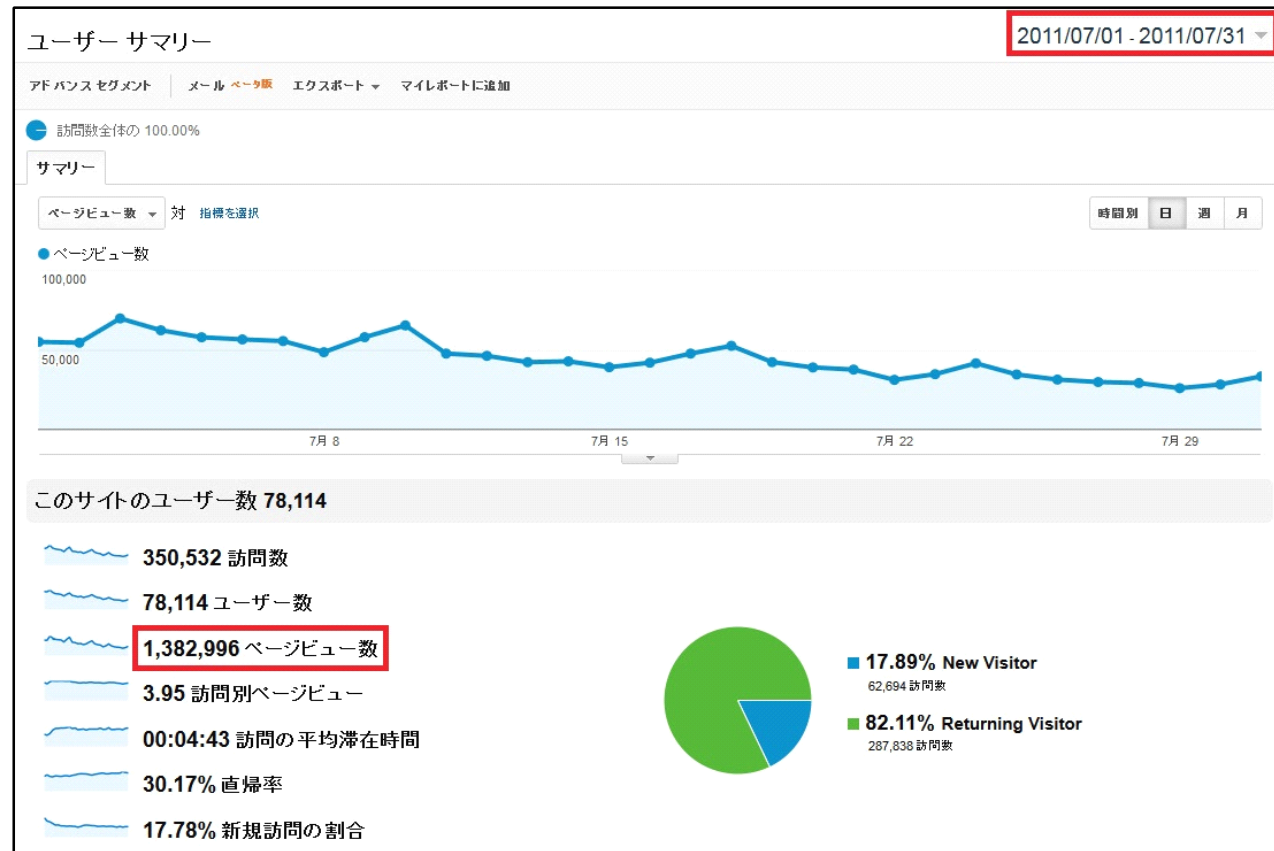 ユーザー サマリー
2011/07/01 - 2011/07/31
アドバンス セグメント メール ベータ版 エクスポート マイレポートに追加
訪問数全体の 100.00%
サマリー
ページビュー数 対 指標を選択
時間別 日 週 月
ページビュー数
100,000
50,000
7月 8 7月 15 7月 22 7月 29
このサイトのユーザー数 78,114
350,532 訪問数
78,114 ユーザー数
1,382,996 ページビュー数
3.95 訪問別ページビュー
00:04:43 訪問の平均滞在時間
30.17% 直帰率
17.78% 新規訪問の割合
17.89% New Visitor
62,694 訪問数
82.11% Returning Visitor
287,838 訪問数